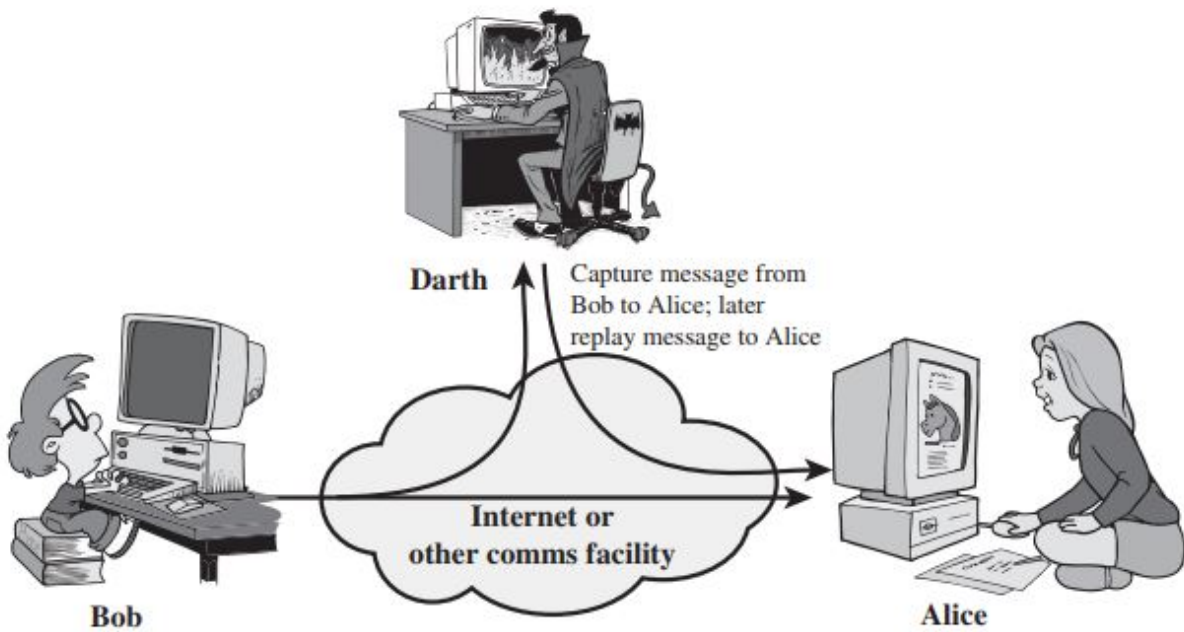 Darth
Capture message from
Bob to Alice; later
replay message to Alice
Internet or
other comms facility
Bob
Alice